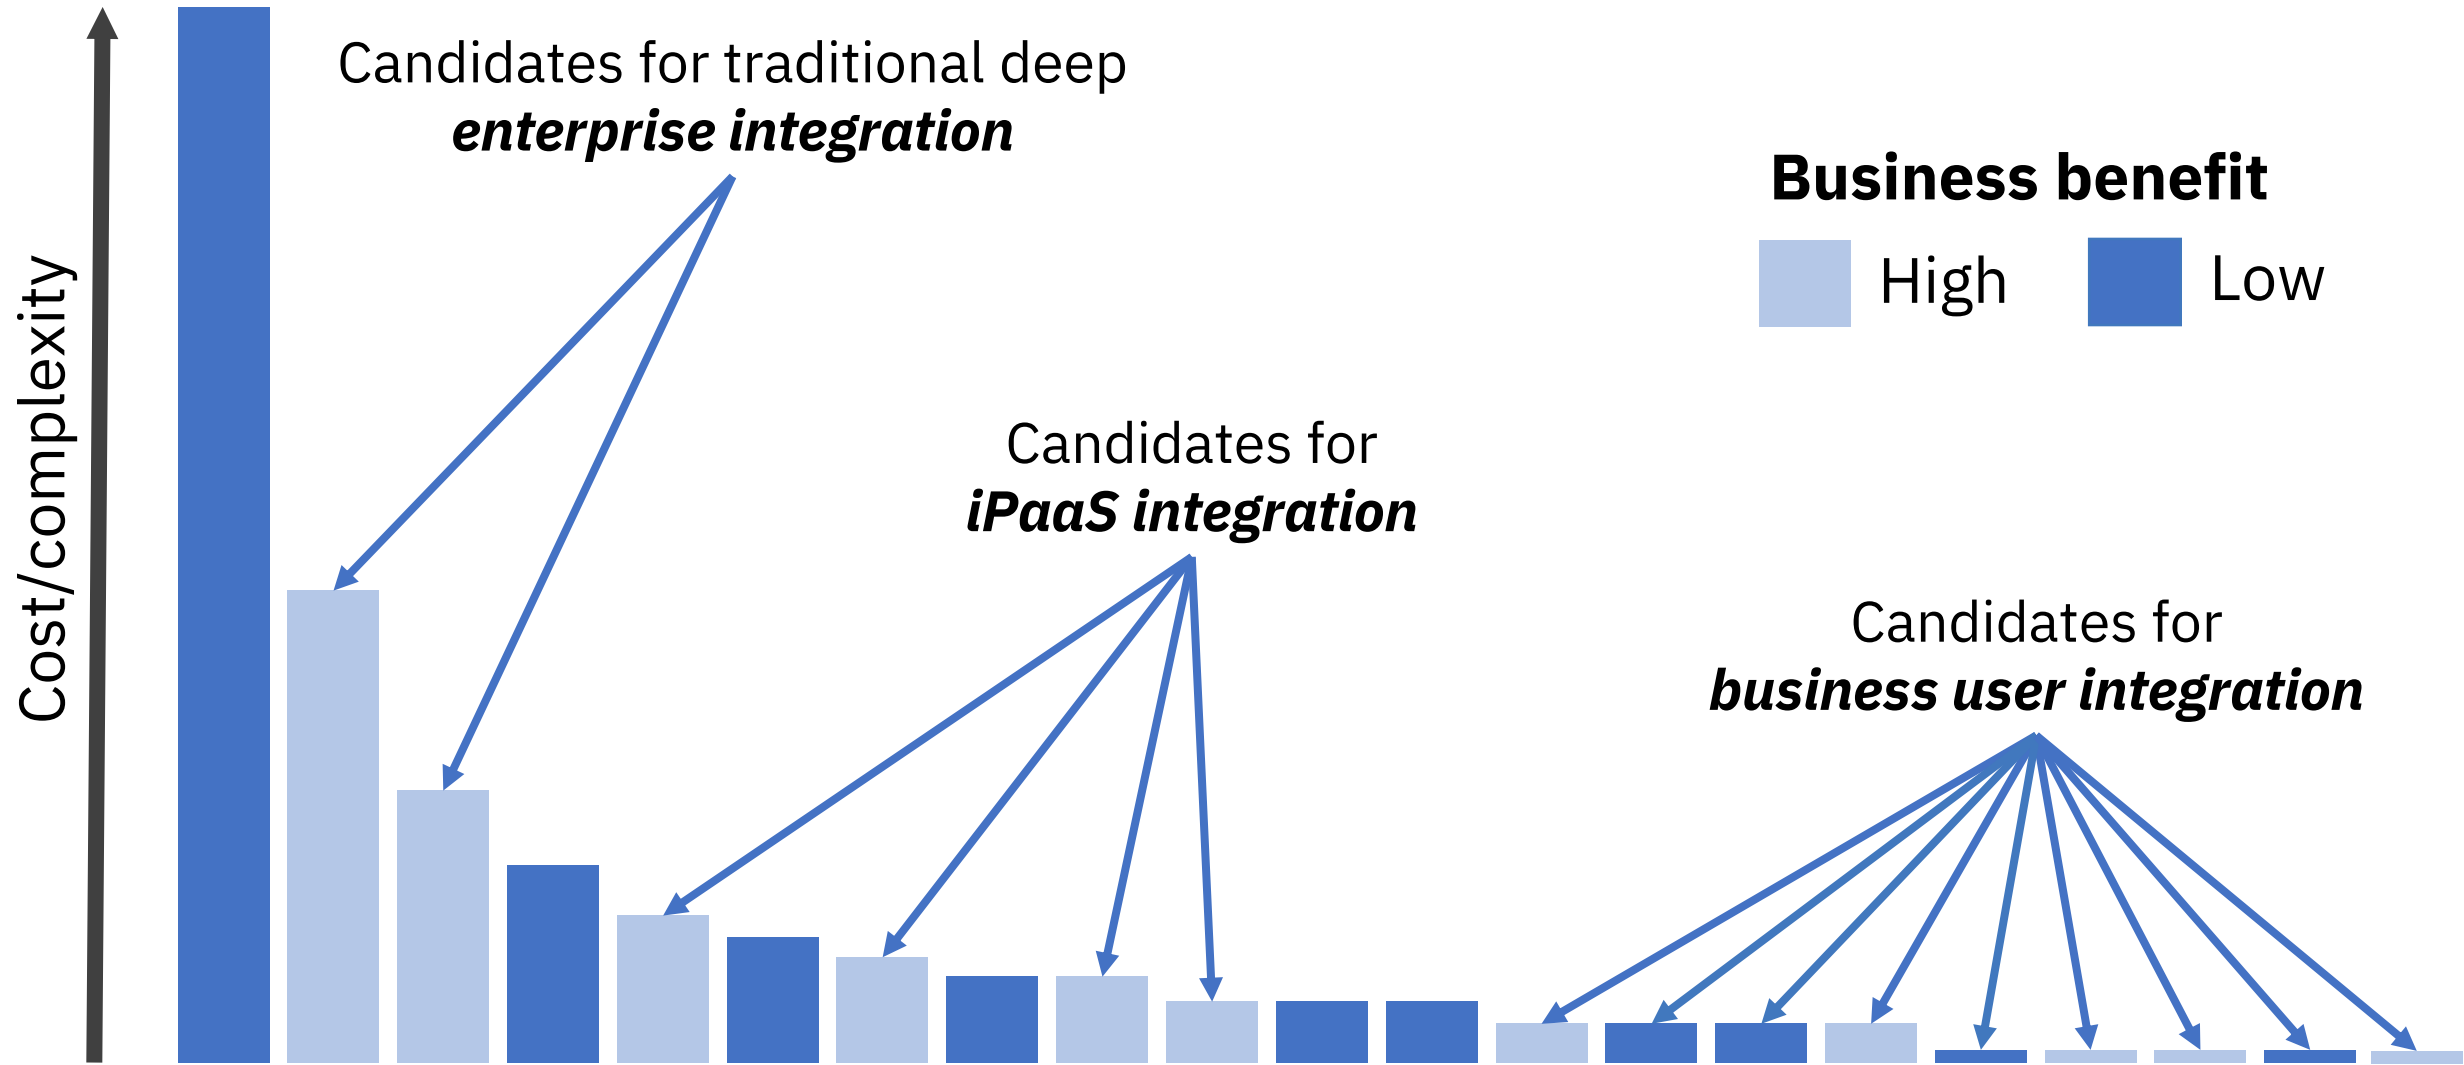 Cost/complexity
Candidates for traditional deep
enterprise integration
Business benefit
High
Low
Candidates for
iPaaS integration
Candidates for
business user integration